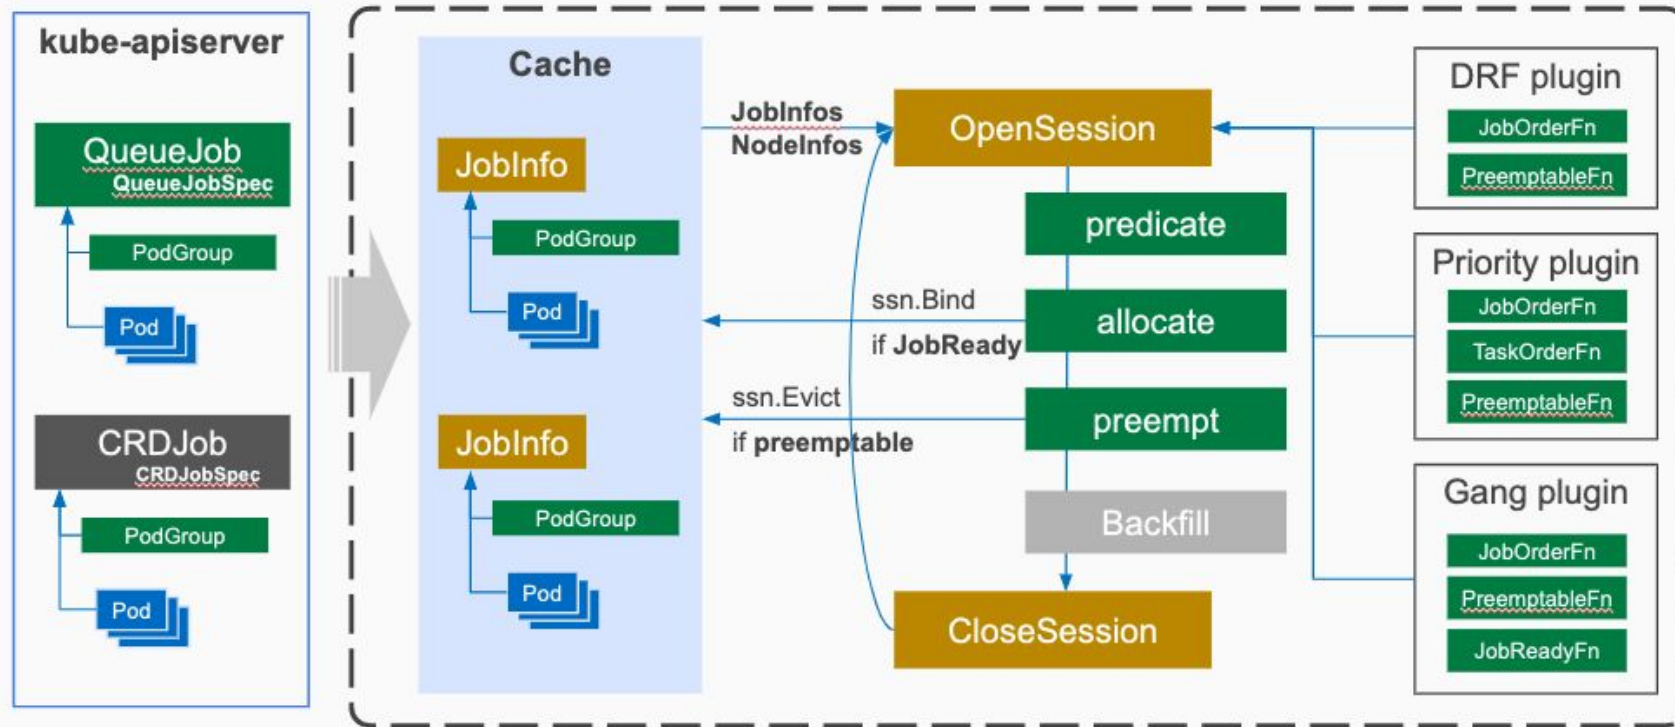 kube-apiserver
QueueJob
QueueJobSpec
PodGroup
Pod
CRDJob
CRDJobSpec
PodGroup
Pod
Cache
JobInfo
PodGroup
Pod
JobInfo
PodGroup
Pod
JobInfos
NodeInfos
ssn.Bind
if JobReady
ssn.Evict
if preemptable
OpenSession
predicate
allocate
preempt
Backfill
CloseSession
DRF plugin
JobOrderFn
PreemptableFn
Priority plugin
JobOrderFn
TaskOrderFn
PreemptableFn
Gang plugin
JobOrderFn
PreemptableFn
JobReadyFn